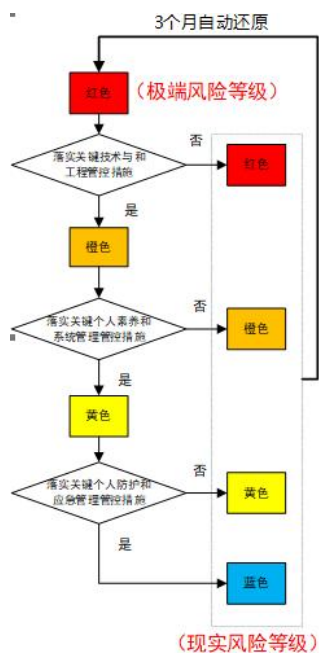 3个月自动还原
红色
（极端风险等级）
落实关键技术与和
工程管控措施
否
红色
是
橙色
落实关键个人素养和
系统管理管控措施
否
橙色
是
黄色
落实关键个人防护和
应急管理管控措施
否
黄色
是
蓝色
（现实风险等级）